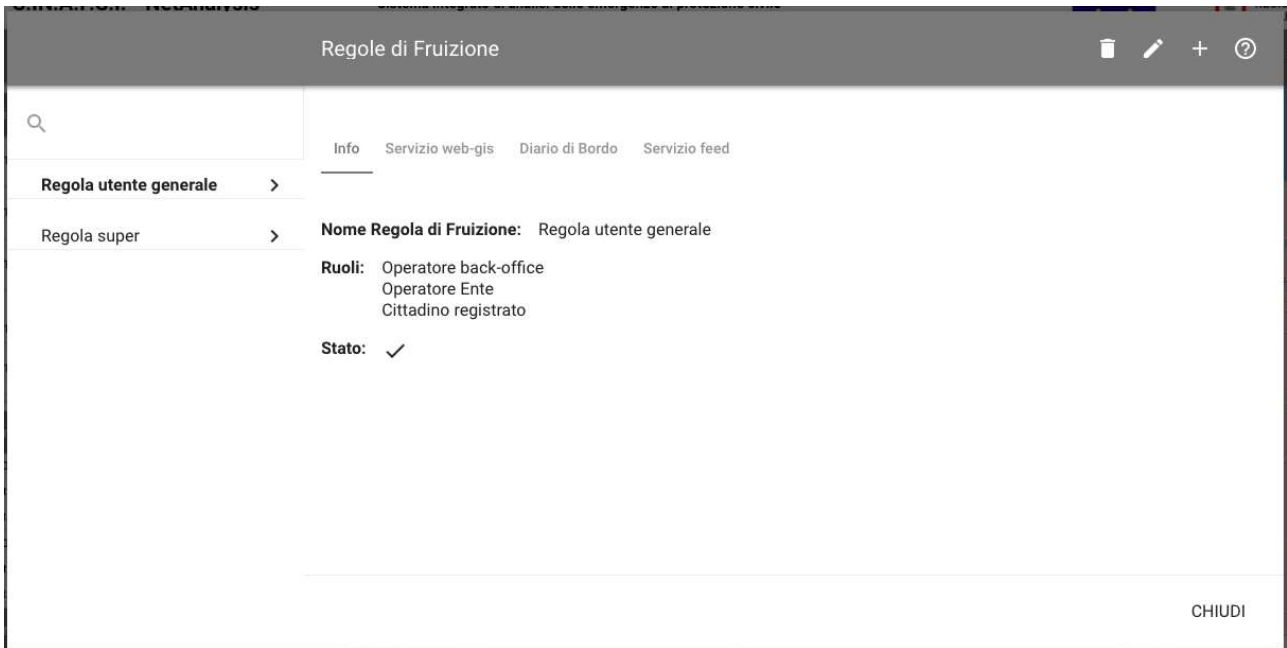 Regole di Fruizione
Info Servizio web-gis Diario di Bordo Servizio feed
Regola utente generale
Regola super
Nome Regola di Fruizione: Regola utente generale
Ruoli: Operatore back-office
Operatore Ente
Cittadino registrato
Stato:
CHIUDI